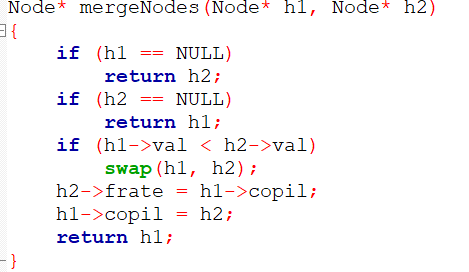 Node* mergeNodes(Node* h1, Node* h2)
{
    if (h1 == NULL)
        return h2;
    if (h2 == NULL)
        return h1;
    if (h1->val < h2->val)
        swap(h1, h2);
    h2->frate = h1->copil;
    h1->copil = h2;
    return h1;
}